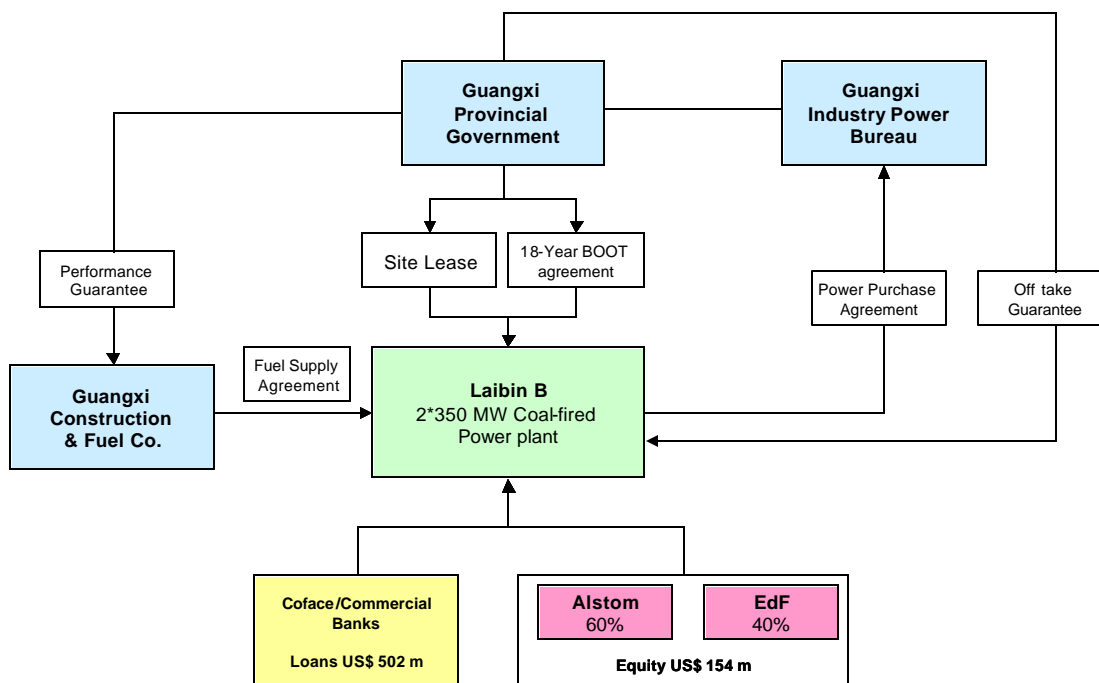 Guangxi
Provincial
Government
Guangxi
Industry Power
Bureau
Performance
Guarantee
Site Lease
18-Year BOOT
agreement
Power Purchase
Agreement
Off take
Guarantee
Guangxi
Construction
& Fuel Co.
Fuel Supply
Agreement
Laibin B
2*350 MW Coal-fired
Power plant
Coface/Commercial
Banks
Loans US$ 502 m
Alstom
60%
EdF
40%
Equity US$ 154 m